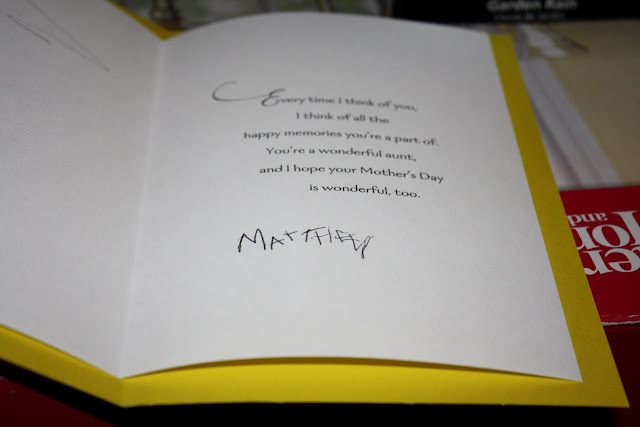 Garden Rain
Every time I think of you,
I think of all the
happy memories you're a part of.
You're a wonderful aunt,
and I hope your Mother's Day
is wonderful, too.
MATTHEW
and